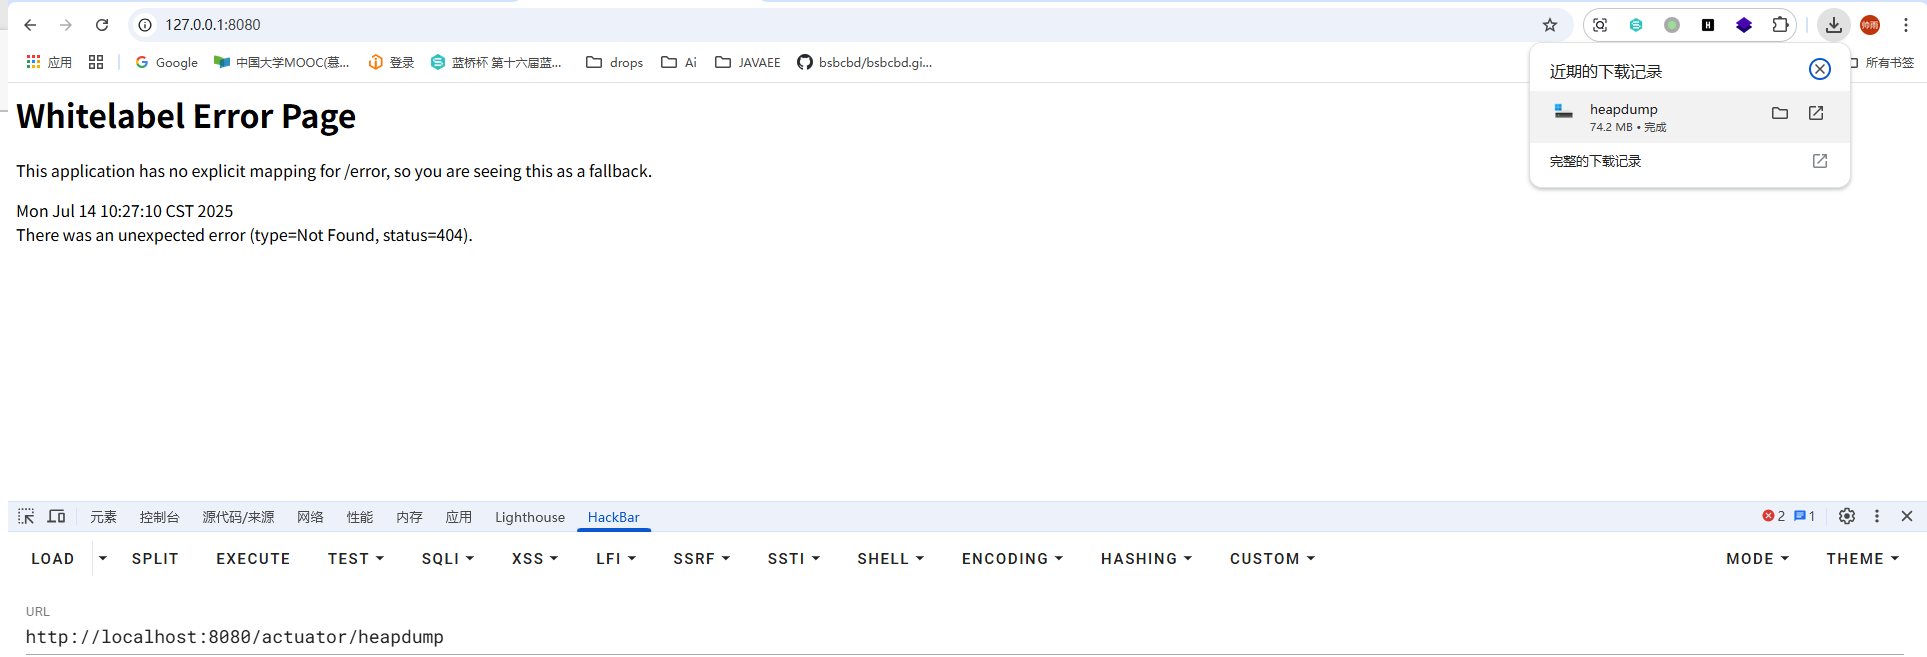 127.0.0.1:8080
应用 Google 中国大学MOOC(慕... 登录 蓝桥杯 第十六届蓝... drops Ai JAVAEE bsbcbd/bsbcbd.gi... 所有书签
近期的下载记录
heapdump
74.2 MB • 完成
完整的下载记录
Whitelabel Error Page
This application has no explicit mapping for /error, so you are seeing this as a fallback.
Mon Jul 14 10:27:10 CST 2025
There was an unexpected error (type=Not Found, status=404).
元素 控制台 源代码/来源 网络 性能 内存 应用 Lighthouse HackBar 2 1
LOAD SPLIT EXECUTE TEST SQLI XSS LFI SSRF SSTI SHELL ENCODING HASHING CUSTOM MODE THEME
URL
http://localhost:8080/actuator/heapdump